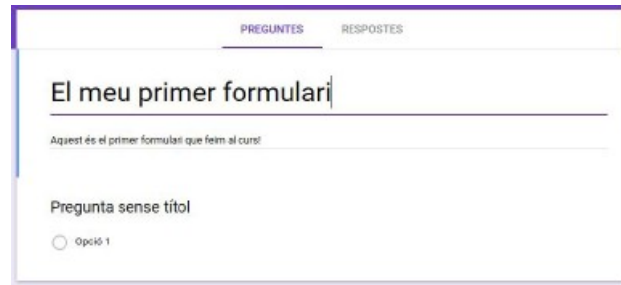 PREGUNTES RESPOSTES
El meu primer formulari
Aquest és el primer formulari que feim al curs!
Pregunta sense títol
Opció 1